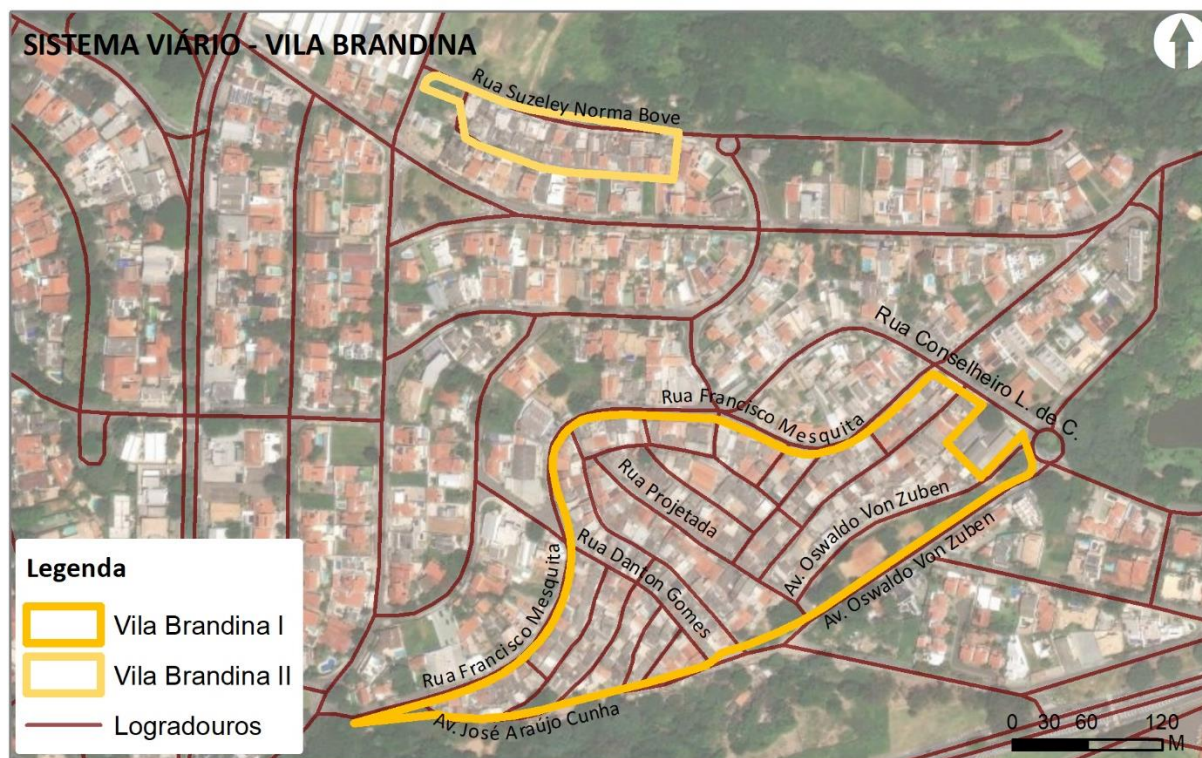 SISTEMA VIÁRIO - VILA BRANDINA
Rua Suzeley Norma Bove
Rua Conselheiro L. de C.
Rua Francisco Mesquita
Rua Projetada
Av. Oswaldo Von Zuben
Av. Oswaldo Von Zuben
Rua Danton Gomes
Rua Francisco Mesquita
Av. José Araújo Cunha
Legenda
Vila Brandina I
Vila Brandina II
Logradouros
0 30 60 120
M